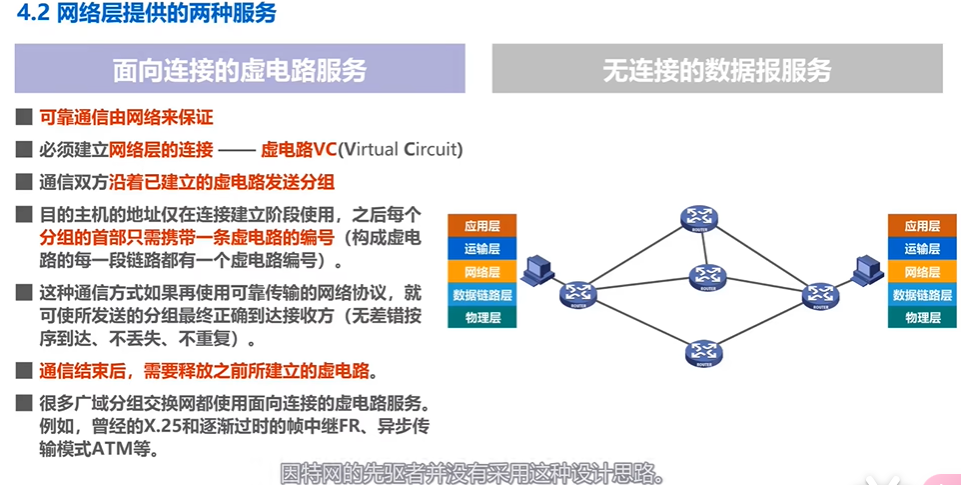 4.2 网络层提供的两种服务
面向连接的虚电路服务
无连接的数据报服务
可靠通信由网络来保证
必须建立网络层的连接 —— 虚电路VC(Virtual Circuit)
通信双方沿着已建立的虚电路发送分组
目的主机的地址仅在连接建立阶段使用，之后每个
分组的首部只需携带一条虚电路的编号（构成虚电
路的每一段链路都有一个虚电路编号）。
这种通信方式如果再使用可靠传输的网络协议，就
可使所发送的分组最终正确到达接收方（无差错按
序到达、不丢失、不重复）。
通信结束后，需要释放之前所建立的虚电路。
很多广域分组交换网都使用面向连接的虚电路服务。
例如，曾经的X.25和逐渐过时的帧中继FR、异步传
输模式ATM等。
应用层
运输层
网络层
数据链路层
物理层
ROUTER
ROUTER
ROUTER
ROUTER
ROUTER
应用层
运输层
网络层
数据链路层
物理层
因特网的先驱者并没有采用这种设计思路。